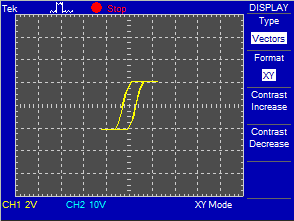 Tek Stop
DISPLAY
Type
Vectors
Format
XY
Contrast
Increase
Contrast
Decrease
CH1 2V CH2 10V XY Mode